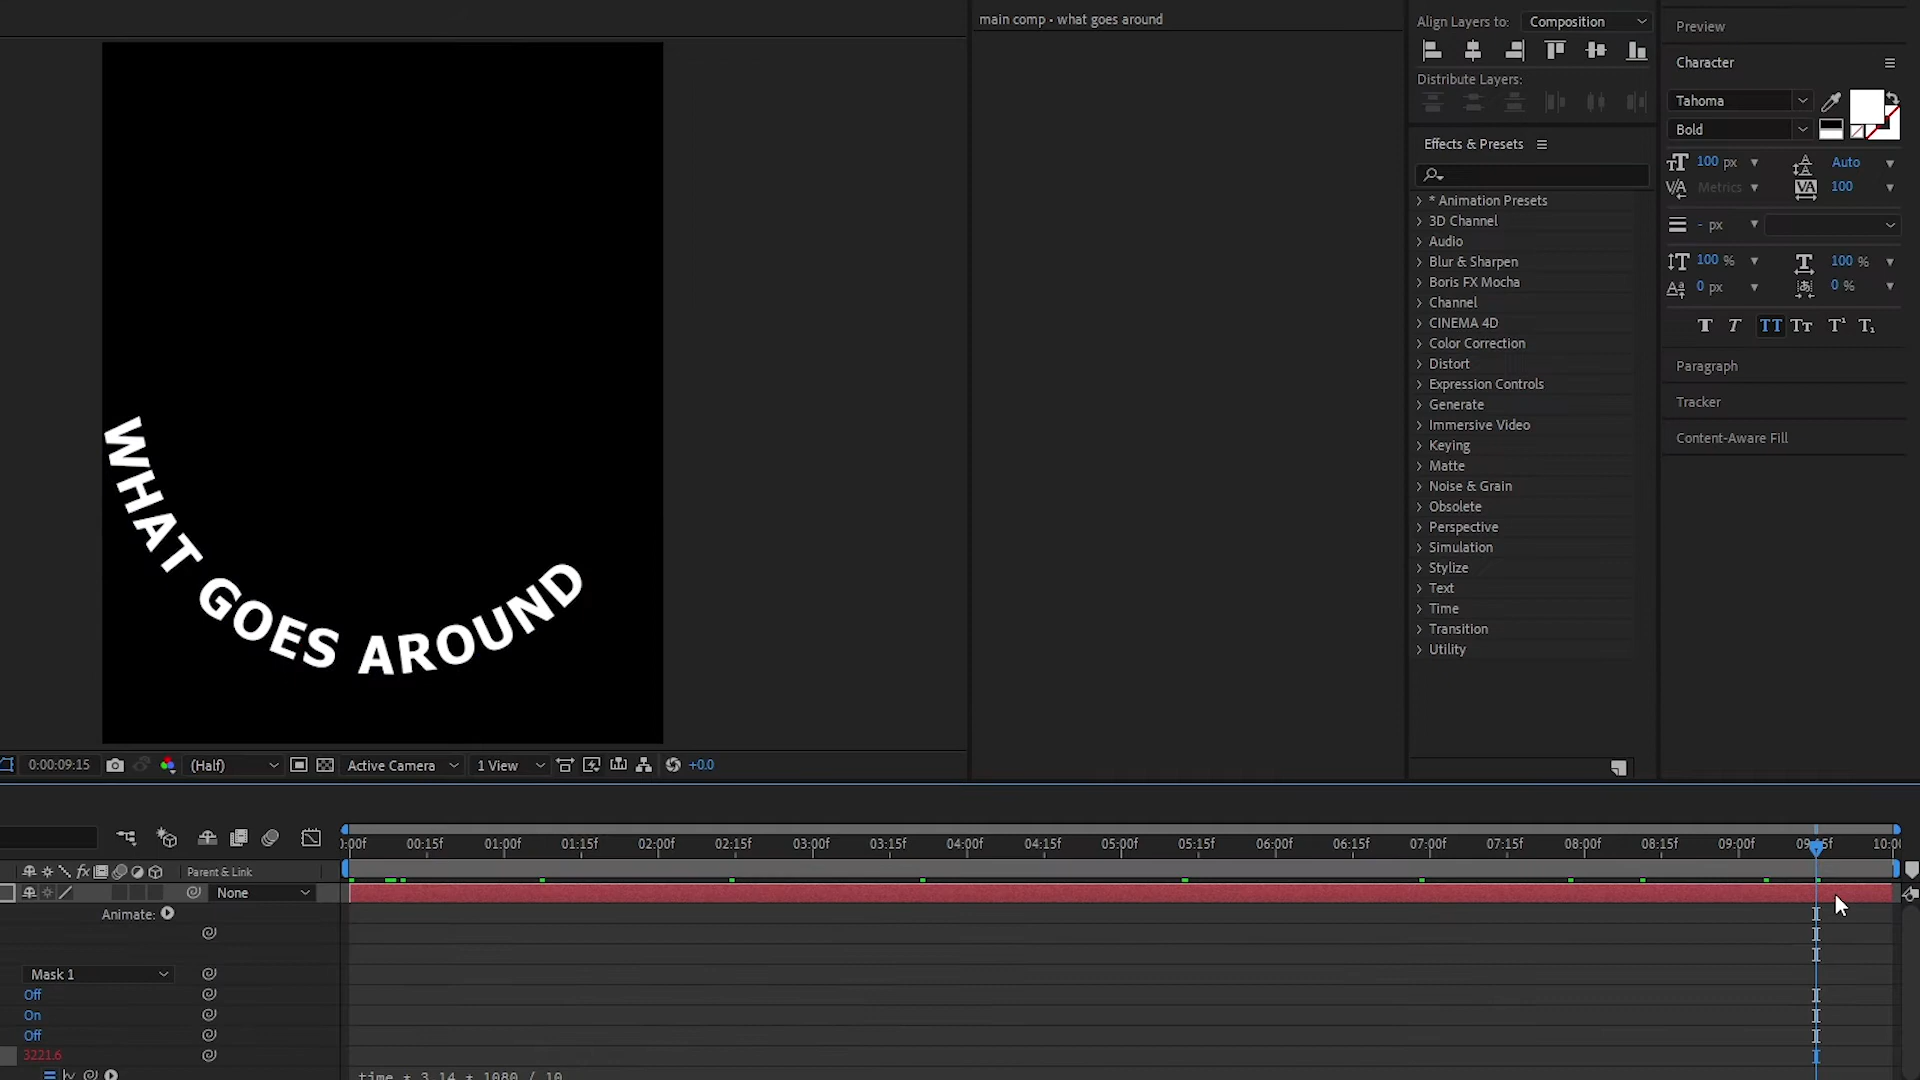 main comp • what goes around
Align Layers to: Composition
Distribute Layers:
Effects & Presets
* Animation Presets
3D Channel
Audio
Blur & Sharpen
Boris FX Mocha
Channel
CINEMA 4D
Color Correction
Distort
Expression Controls
Generate
Immersive Video
Keying
Matte
Noise & Grain
Obsolete
Perspective
Simulation
Stylize
Text
Time
Transition
Utility
Preview
Character
Tahoma
Bold
100 px Auto
Metrics 100
- px
100 % 100 %
0 px 0 %
Paragraph
Tracker
Content-Aware Fill
WHAT GOES AROUND
0:00:09:15 (Half) Active Camera 1 View +0.0
:00f 00:15f 01:00f 01:15f 02:00f 02:15f 03:00f 03:15f 04:00f 04:15f 05:00f 05:15f 06:00f 06:15f 07:00f 07:15f 08:00f 08:15f 09:00f 10:00
Parent & Link
None
Animate:
Mask 1
Off
On
Off
3221.6
time * 3.14 * 1080 / 10